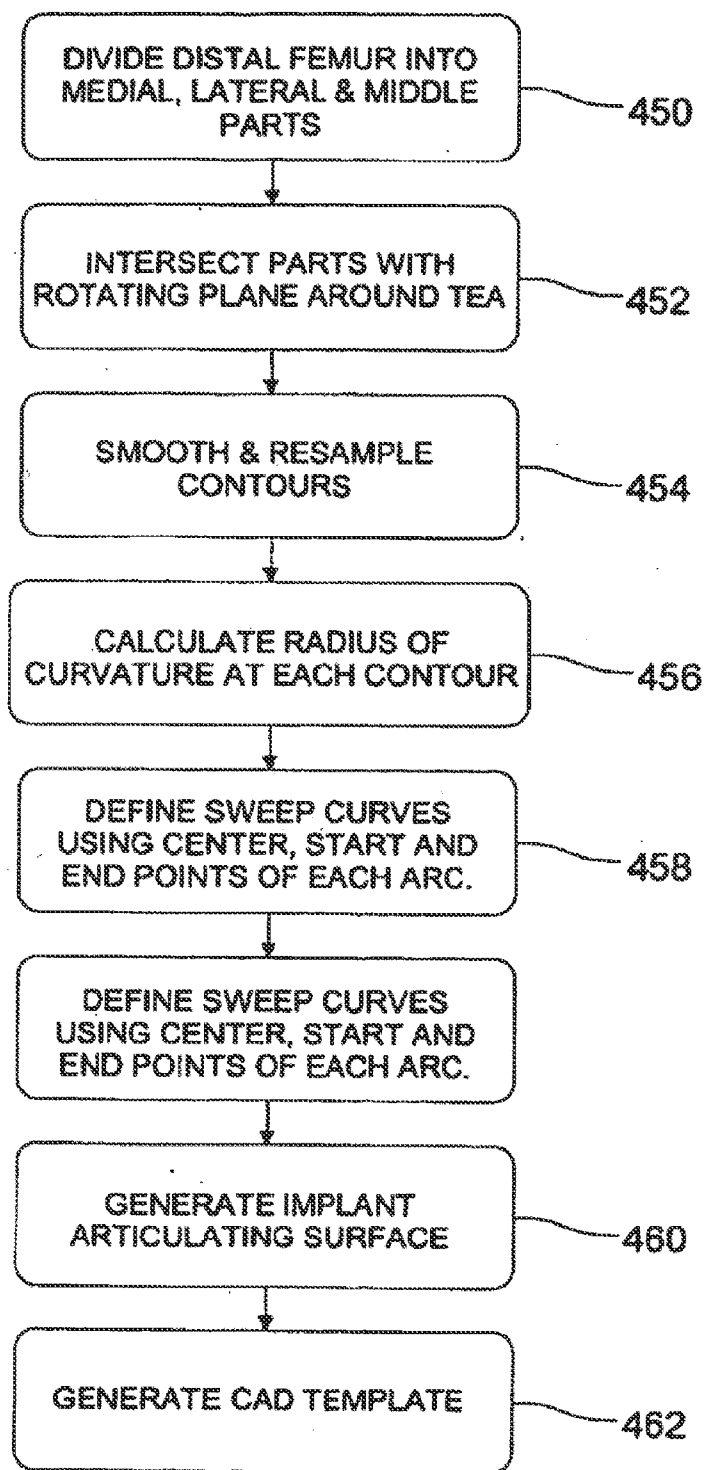 DIVIDE DISTAL FEMUR INTO
MEDIAL, LATERAL & MIDDLE
PARTS
450
INTERSECT PARTS WITH
ROTATING PLANE AROUND TEA
452
SMOOTH & RESAMPLE
CONTOURS
454
CALCULATE RADIUS OF
CURVATURE AT EACH CONTOUR
456
DEFINE SWEEP CURVES
USING CENTER, START AND
END POINTS OF EACH ARC.
458
DEFINE SWEEP CURVES
USING CENTER, START AND
END POINTS OF EACH ARC.
GENERATE IMPLANT
ARTICULATING SURFACE
460
GENERATE CAD TEMPLATE
462